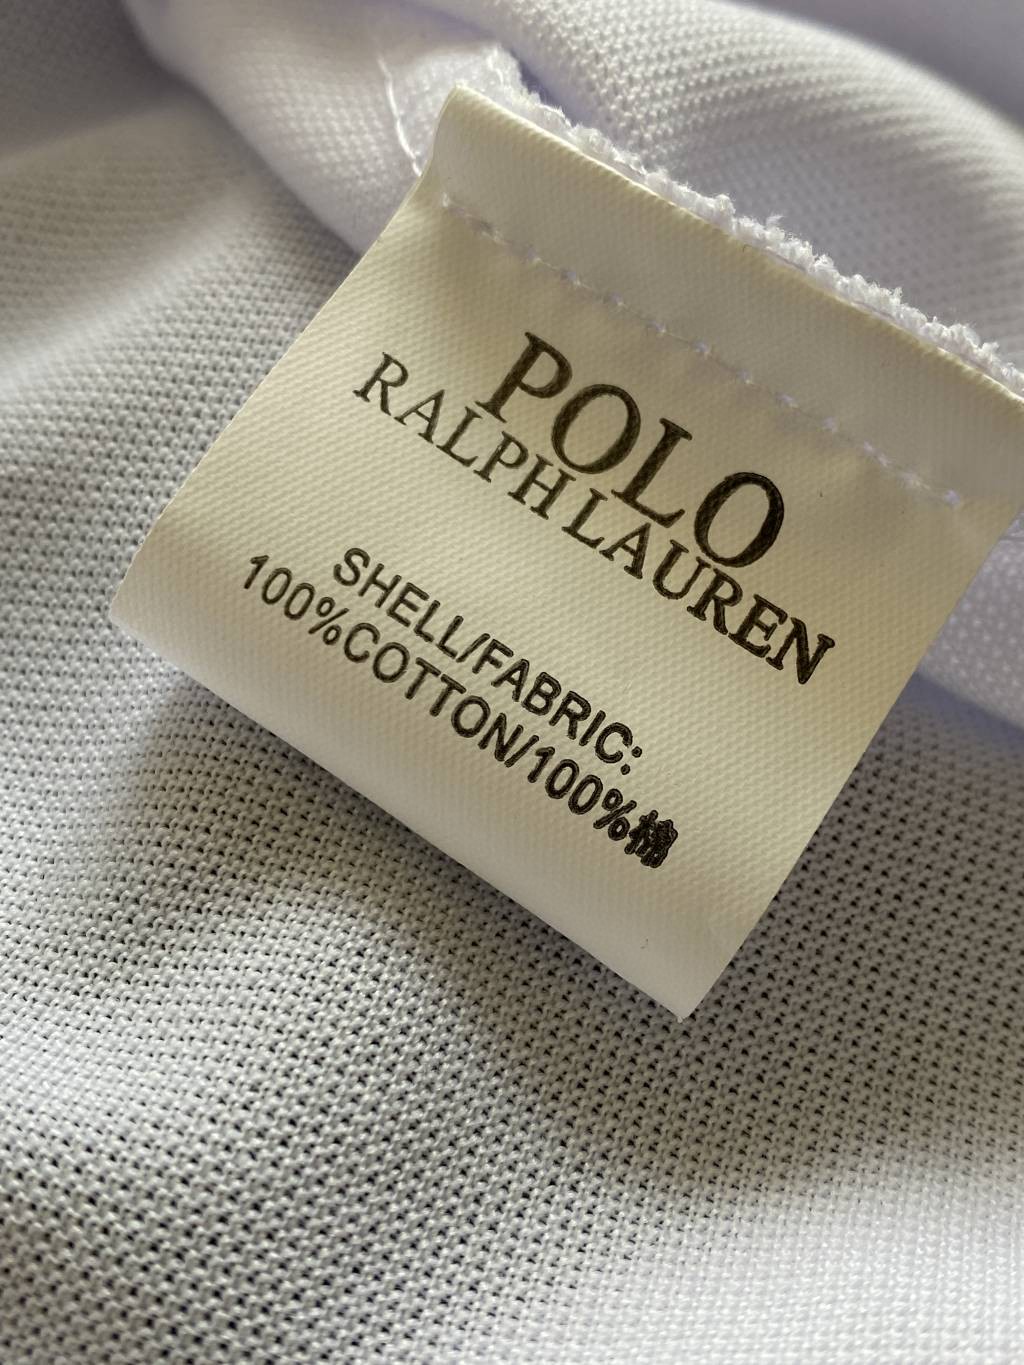 POLO
RALPH LAUREN
SHELL/FABRIC:
100%COTTON/100%棉